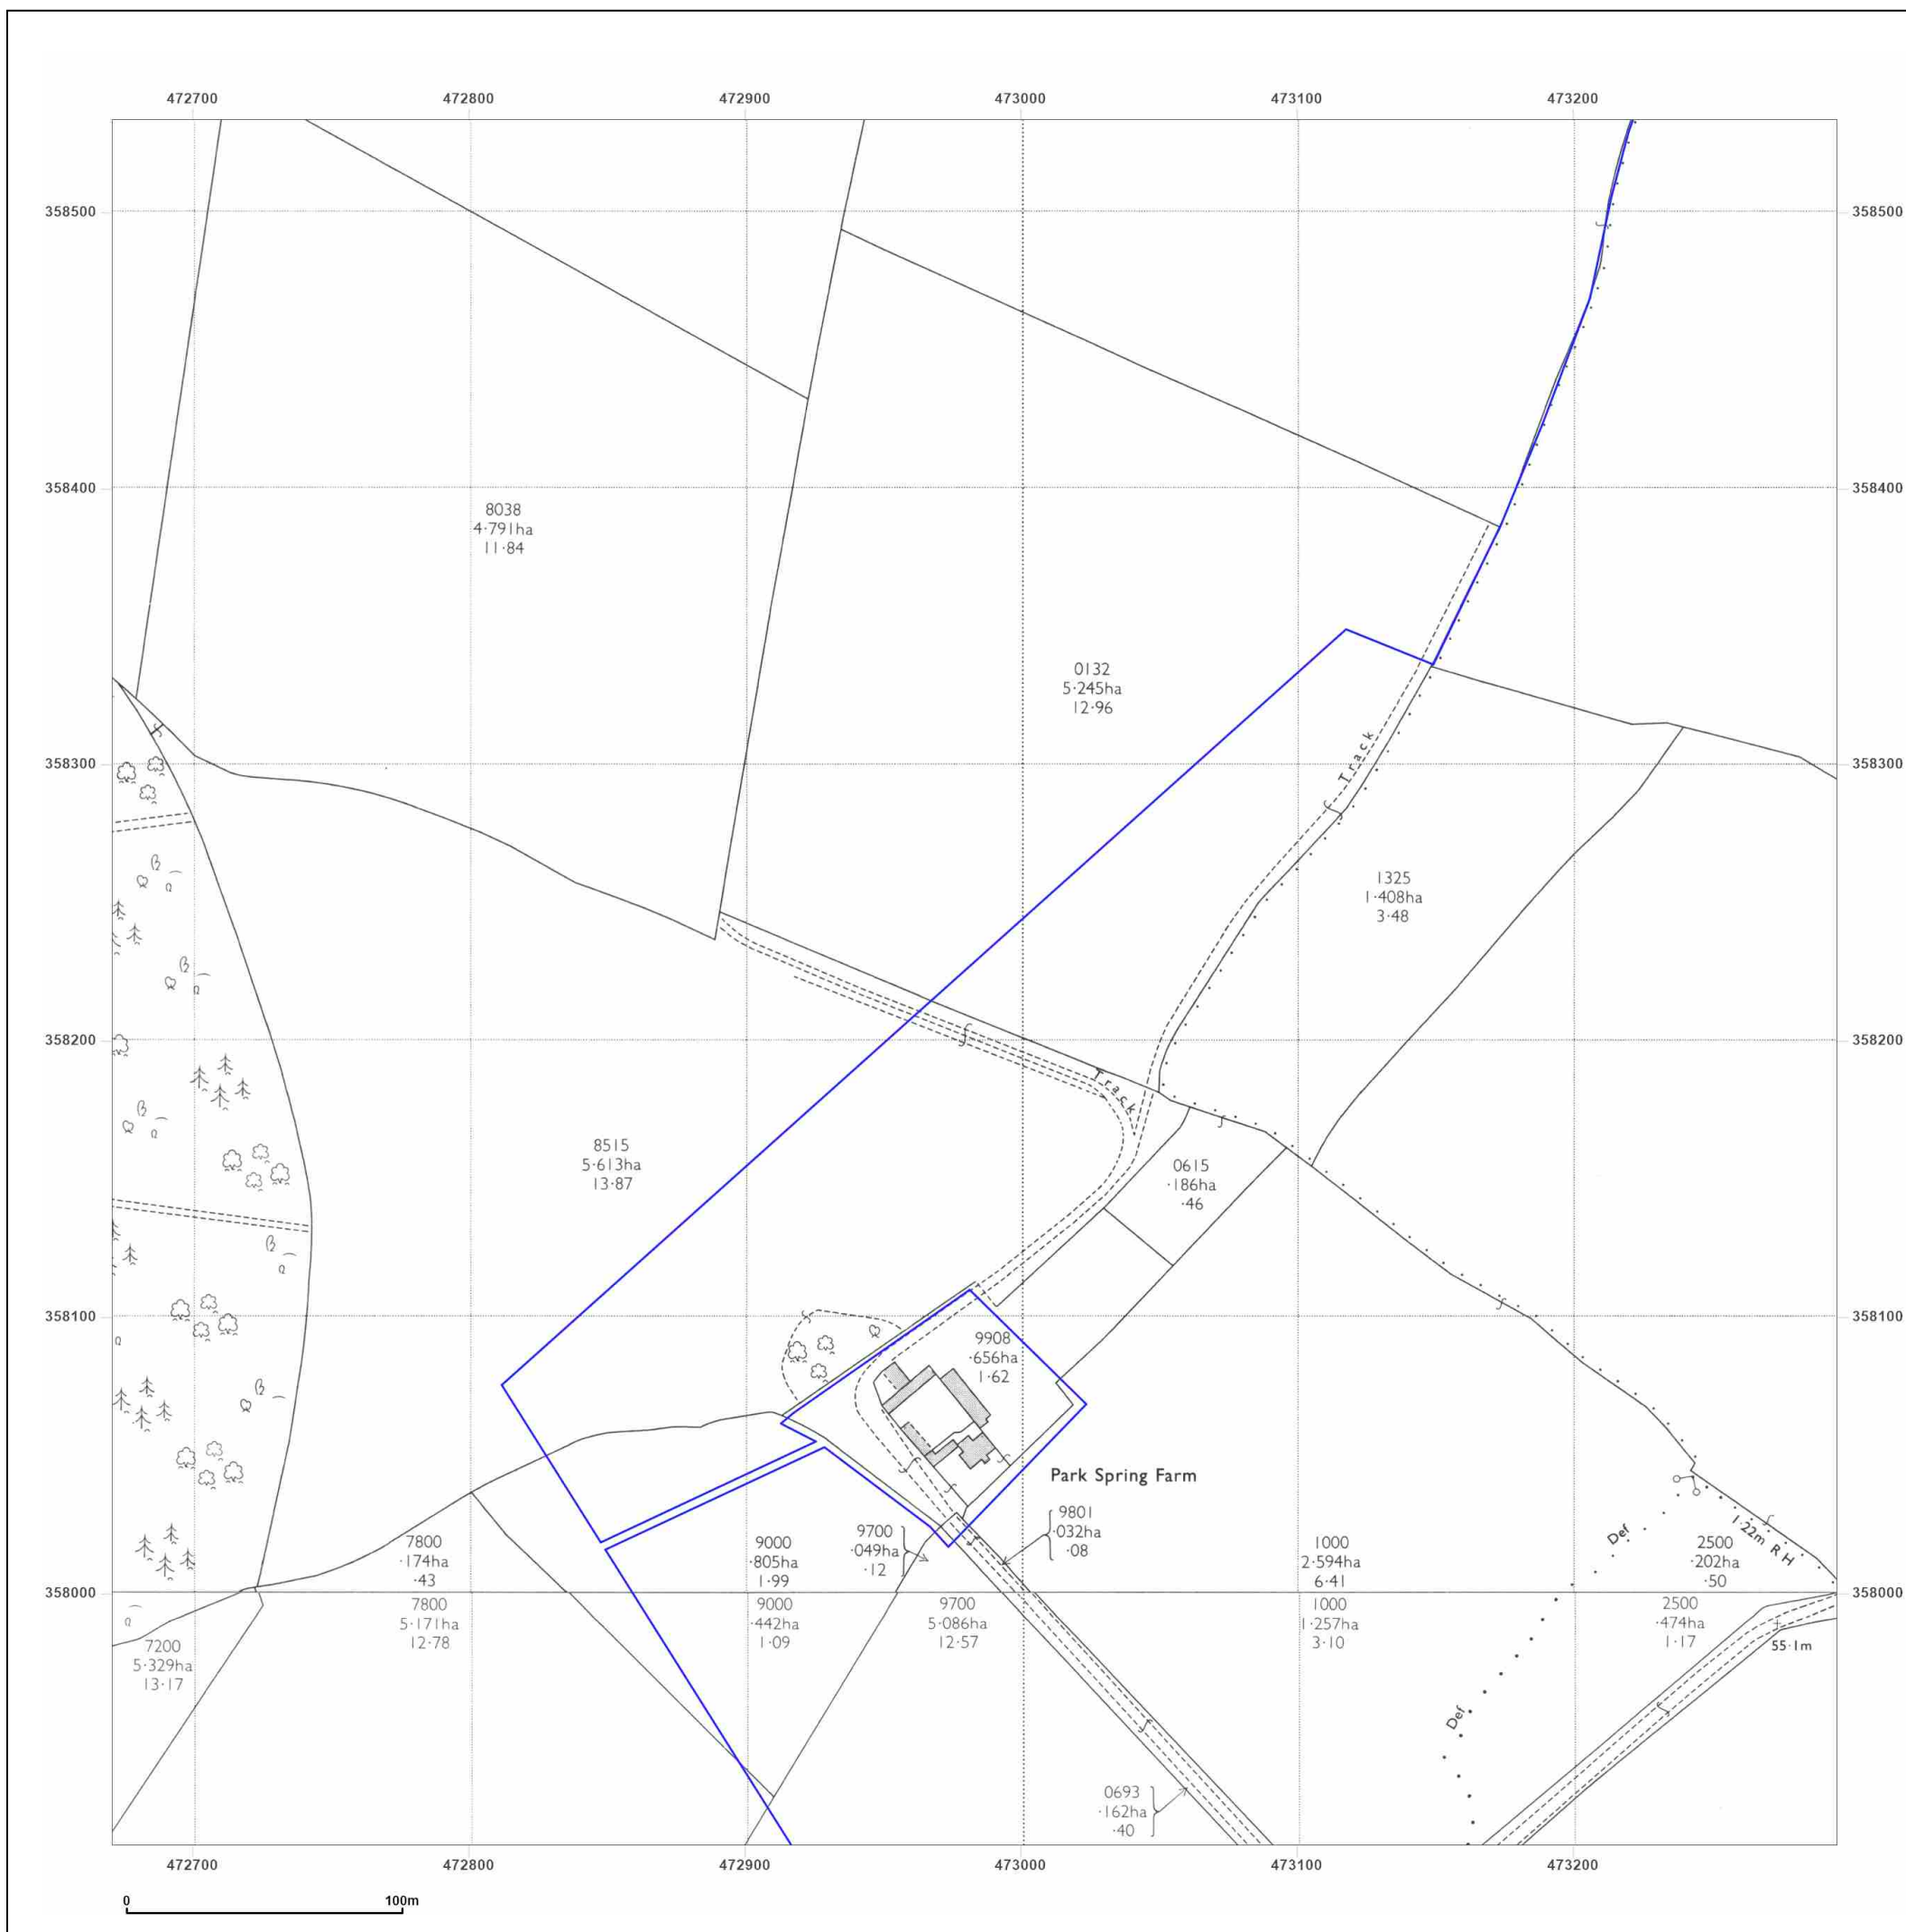 472700 472800 472900 473000 473100 473200
358500 358500
358400 358400
8038
4·791ha
11·84
0132
5·245ha
12·96
358300 358300
Track
1325
1·408ha
3·48
358200 358200
Track
8515
5·613ha
13·87
0615
·186ha
·46
358100 358100
9908
·656ha
1·62
Park Spring Farm
7800
·174ha
·43
9000
·805ha
1·99
9700
·049ha
·12
9801
·032ha
·08
1000
2·594ha
6·41
Def
1·22m R H
2500
·202ha
·50
358000 358000
7200
5·329ha
13·17
7800
5·171ha
12·78
9000
·442ha
1·09
9700
5·086ha
12·57
1000
1·257ha
3·10
2500
·474ha
1·17
55·1m
Def
0693
·162ha
·40
472700 472800 472900 473000 473100 473200
0 100m